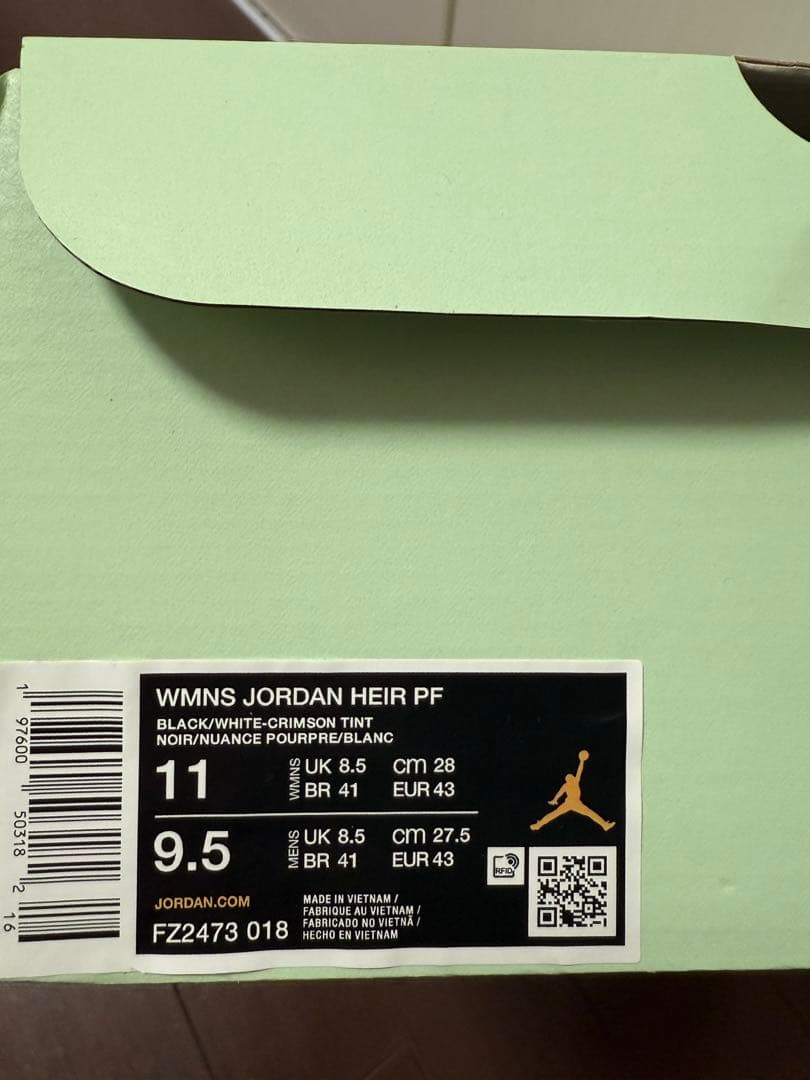 WMNS JORDAN HEIR PF
BLACK/WHITE-CRIMSON TINT
NOIR/NUANCE POURPRE/BLANC
11 WMNS UK 8.5 cm 28
BR 41 EUR 43
9.5 MENS UK 8.5 cm 27.5
BR 41 EUR 43
RFID
JORDAN.COM
FZ2473 018
MADE IN VIETNAM /
FABRIQUE AU VIETNAM /
FABRICADO NO VIETNÃ /
HECHO EN VIETNAM
1 97600 50318 2 16